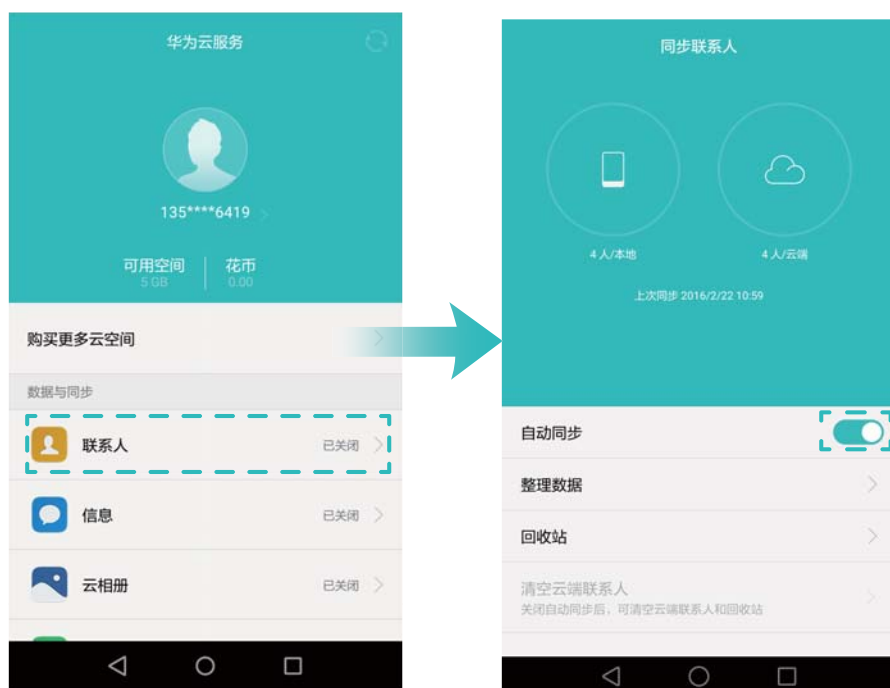 华为云服务
135****6419
可用空间 花币
5 GB 0.00
购买更多云空间
数据与同步
联系人 已关闭
信息 已关闭
云相册 已关闭
同步联系人
4 人/本地 4 人/云端
上次同步 2016/2/22 10:59
自动同步
整理数据
回收站
清空云端联系人
关闭自动同步后，可清空云端联系人和回收站